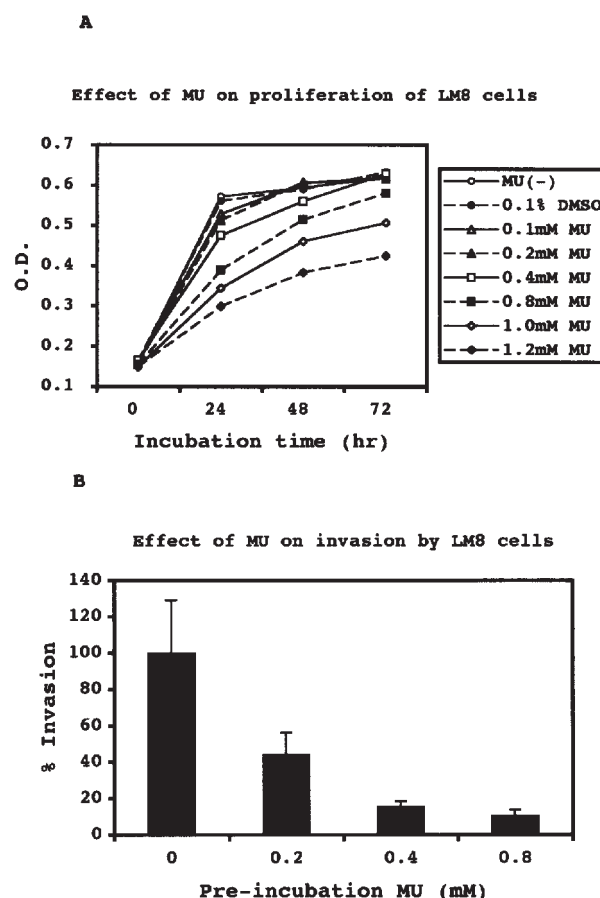 A
Effect of MU on proliferation of LM8 cells
0.7
0.6
0.5
0.4
0.3
0.2
0.1
O.D.
0 24 48 72
Incubation time (hr)
MU(-)
0.1% DMSO
0.1mM MU
0.2mM MU
0.4mM MU
0.8mM MU
1.0mM MU
1.2mM MU
B
Effect of MU on invasion by LM8 cells
140
120
100
80
60
40
20
0
% Invasion
0 0.2 0.4 0.8
Pre-incubation MU (mM)